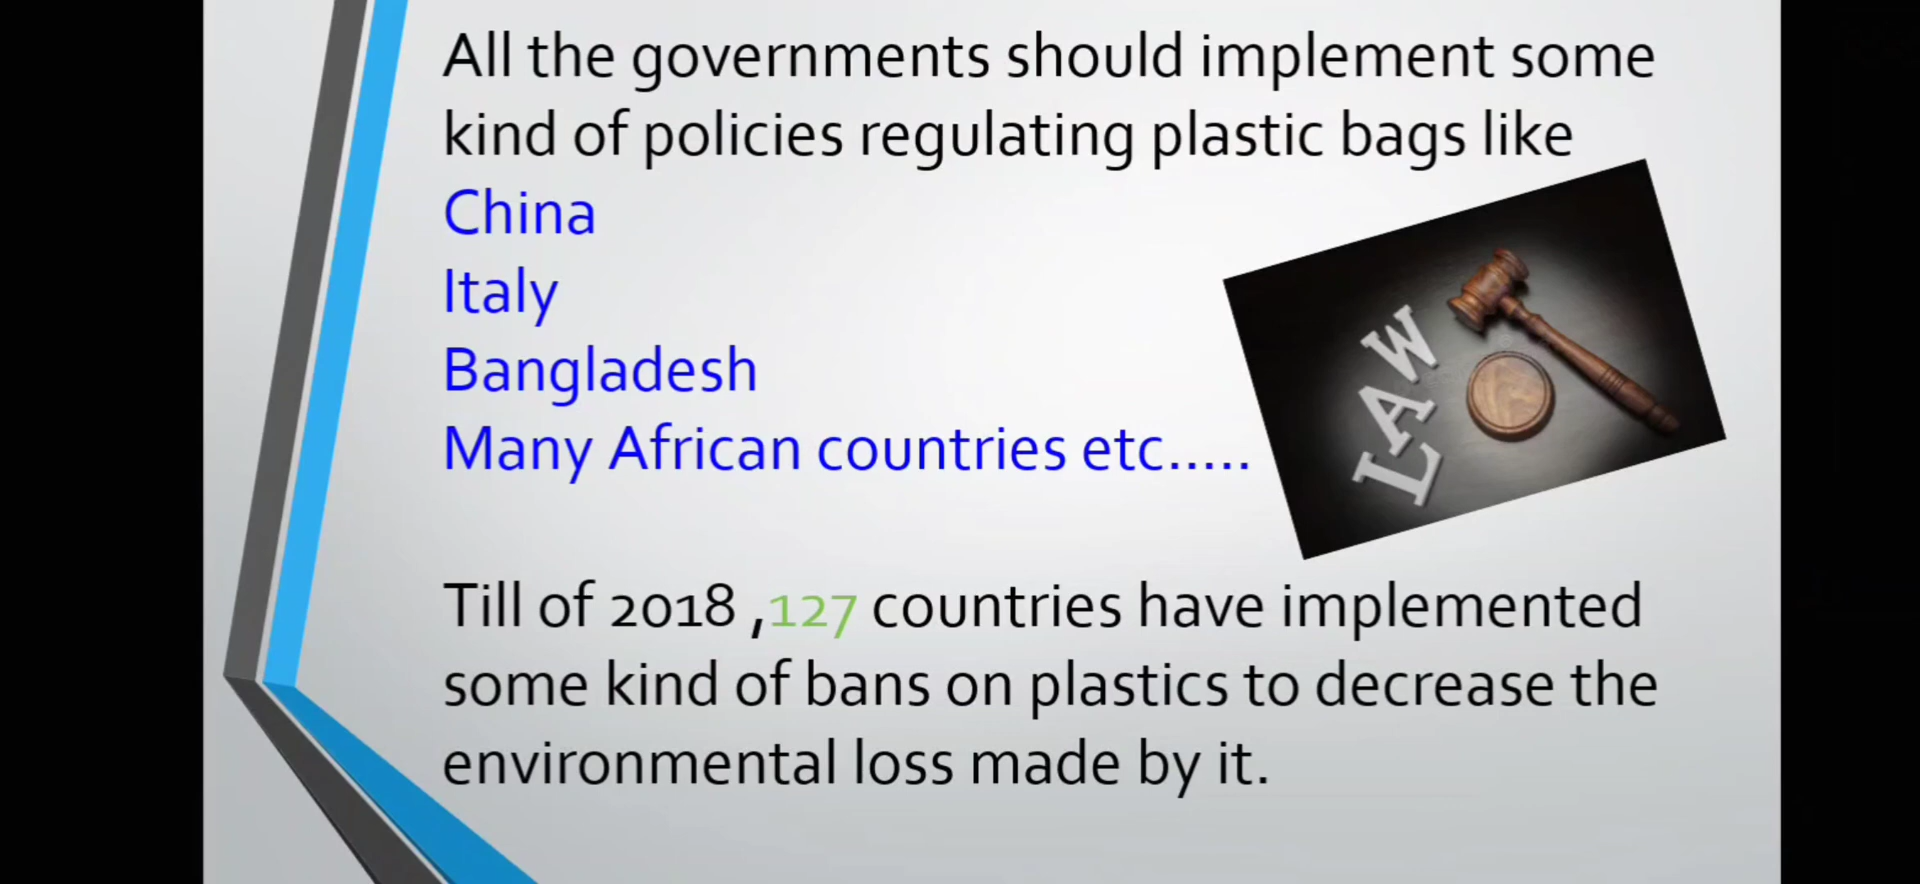 All the governments should implement some
kind of policies regulating plastic bags like
China
Italy
Bangladesh
Many African countries etc.....
LAW
Till of 2018 ,127 countries have implemented
some kind of bans on plastics to decrease the
environmental loss made by it.